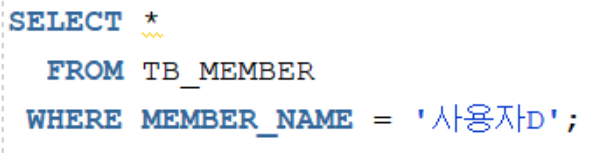 SELECT *
FROM TB_MEMBER
WHERE MEMBER_NAME = '사용자D';